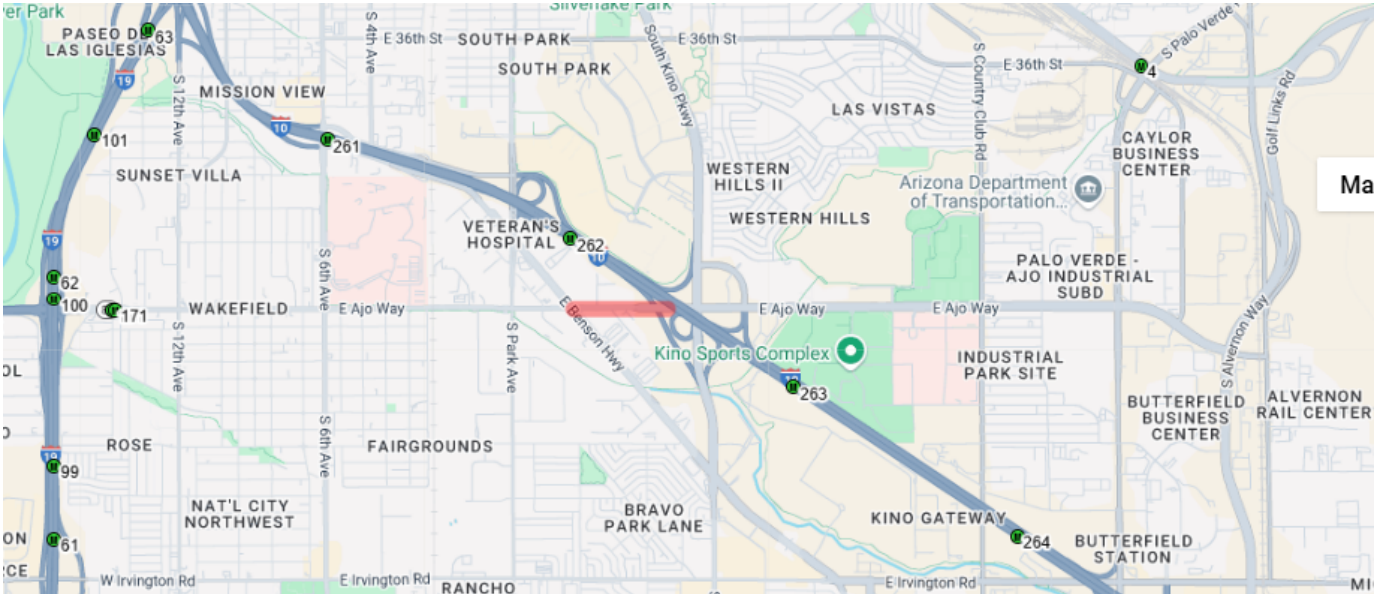 er Park
PASEO DE
LAS IGLESIAS
63
19
S 4th Ave
E 36th St
SOUTH PARK
Silverlake Park
E 36th St
SOUTH PARK
South Kino Pkwy
S Country Club Rd
E 36th St
4
S Palo Verde
Golf Links Rd
S 12th Ave
MISSION VIEW
10
LAS VISTAS
101
261
CAYLOR
BUSINESS
CENTER
SUNSET VILLA
WESTERN
HILLS II
Arizona Department
of Transportation...
Ma
WESTERN HILLS
VETERAN'S
HOSPITAL
262
10
19
S 6th Ave
PALO VERDE -
AJO INDUSTRIAL
SUBD
62
100
171
WAKEFIELD
E Ajo Way
E Ajo Way
E Ajo Way
E Benson Hwy
S 12th Ave
S Park Ave
S Alvernon Way
Kino Sports Complex
INDUSTRIAL
PARK SITE
10
263
OL
BUTTERFIELD
BUSINESS
CENTER
ALVERNON
RAIL CENTER
ROSE
S 6th Ave
FAIRGROUNDS
19
99
NAT'L CITY
NORTHWEST
BRAVO
PARK LANE
KINO GATEWAY
264
BUTTERFIELD
STATION
ON
61
CE
W Irvington Rd
E Irvington Rd
RANCHO
E Irvington Rd
MI